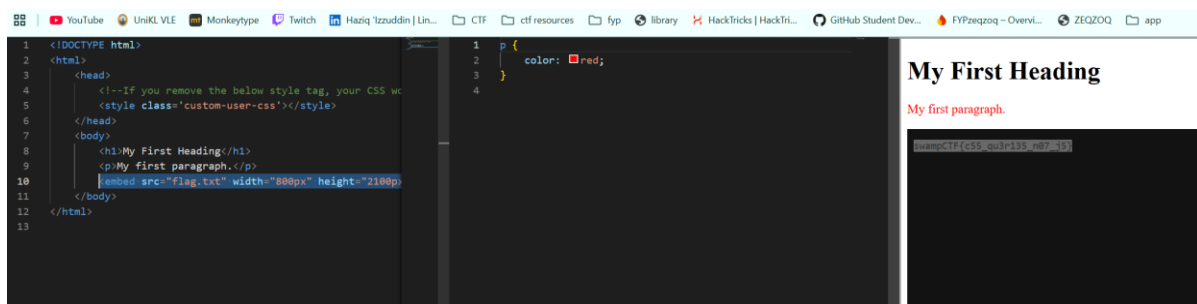 YouTube UniKL VLE mt Monkeytype Twitch in Haziq 'Izzuddin | Lin... CTF ctf resources fyp library HackTricks | HackTri... GitHub Student Dev... FYPzeqzoq – Overvi... ZEQZOQ app
1 <!DOCTYPE html>
2 <html>
3 <head>
4 <!--If you remove the below style tag, your CSS wo
5 <style class='custom-user-css'></style>
6 </head>
7 <body>
8 <h1>My First Heading</h1>
9 <p>My first paragraph.</p>
10 <embed src="flag.txt" width="800px" height="2100p
11 </body>
12 </html>
13
1 p {
2 color: red;
3 }
4
My First Heading
My first paragraph.
swampCTF{c55_qu3r135_n07_j5}